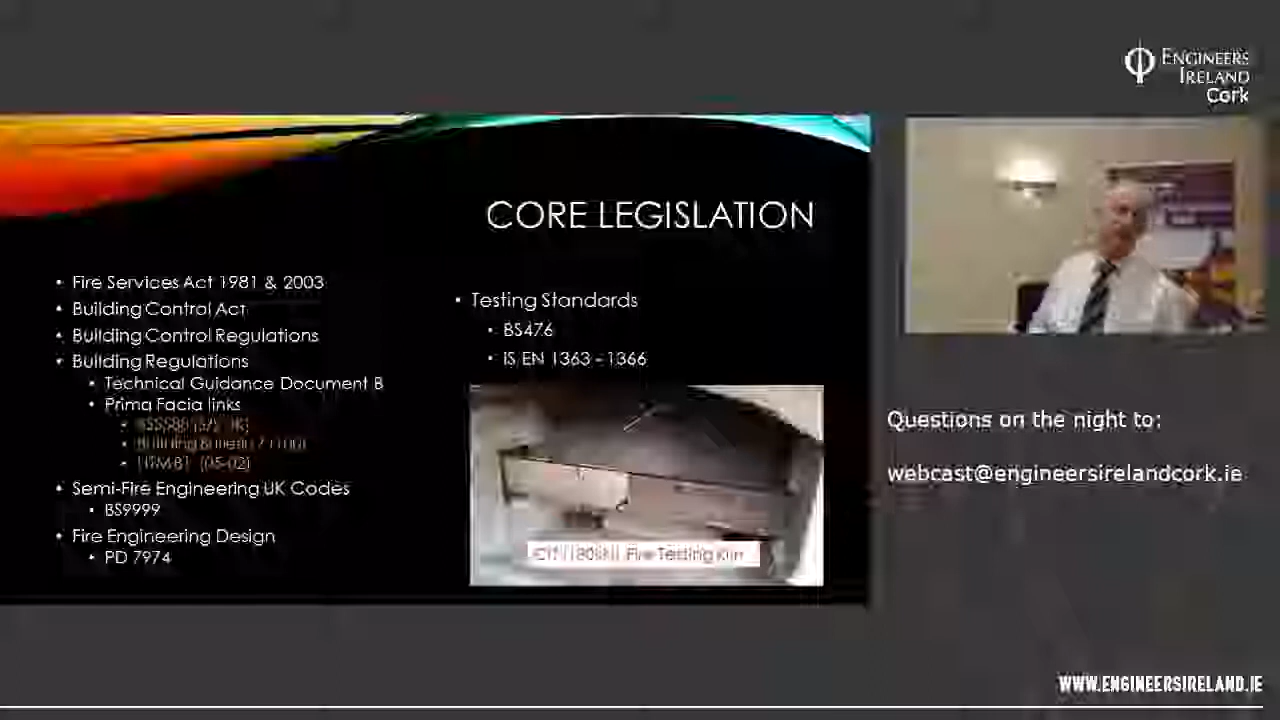 ENGINEERS
IRELAND
Cork
CORE LEGISLATION
• Fire Services Act 1981 & 2003
• Building Control Act
• Building Control Regulations
• Building Regulations
• Technical Guidance Document B
• Prima Facia links
• Semi-Fire Engineering UK Codes
• BS9999
• Fire Engineering Design
• PD 7974
• Testing Standards
• BS476
• IS EN 1363 - 1366
Fire Testing
Questions on the night to:
webcast@engineersirelandcork.ie
WWW.ENGINEERSIRELAND.IE